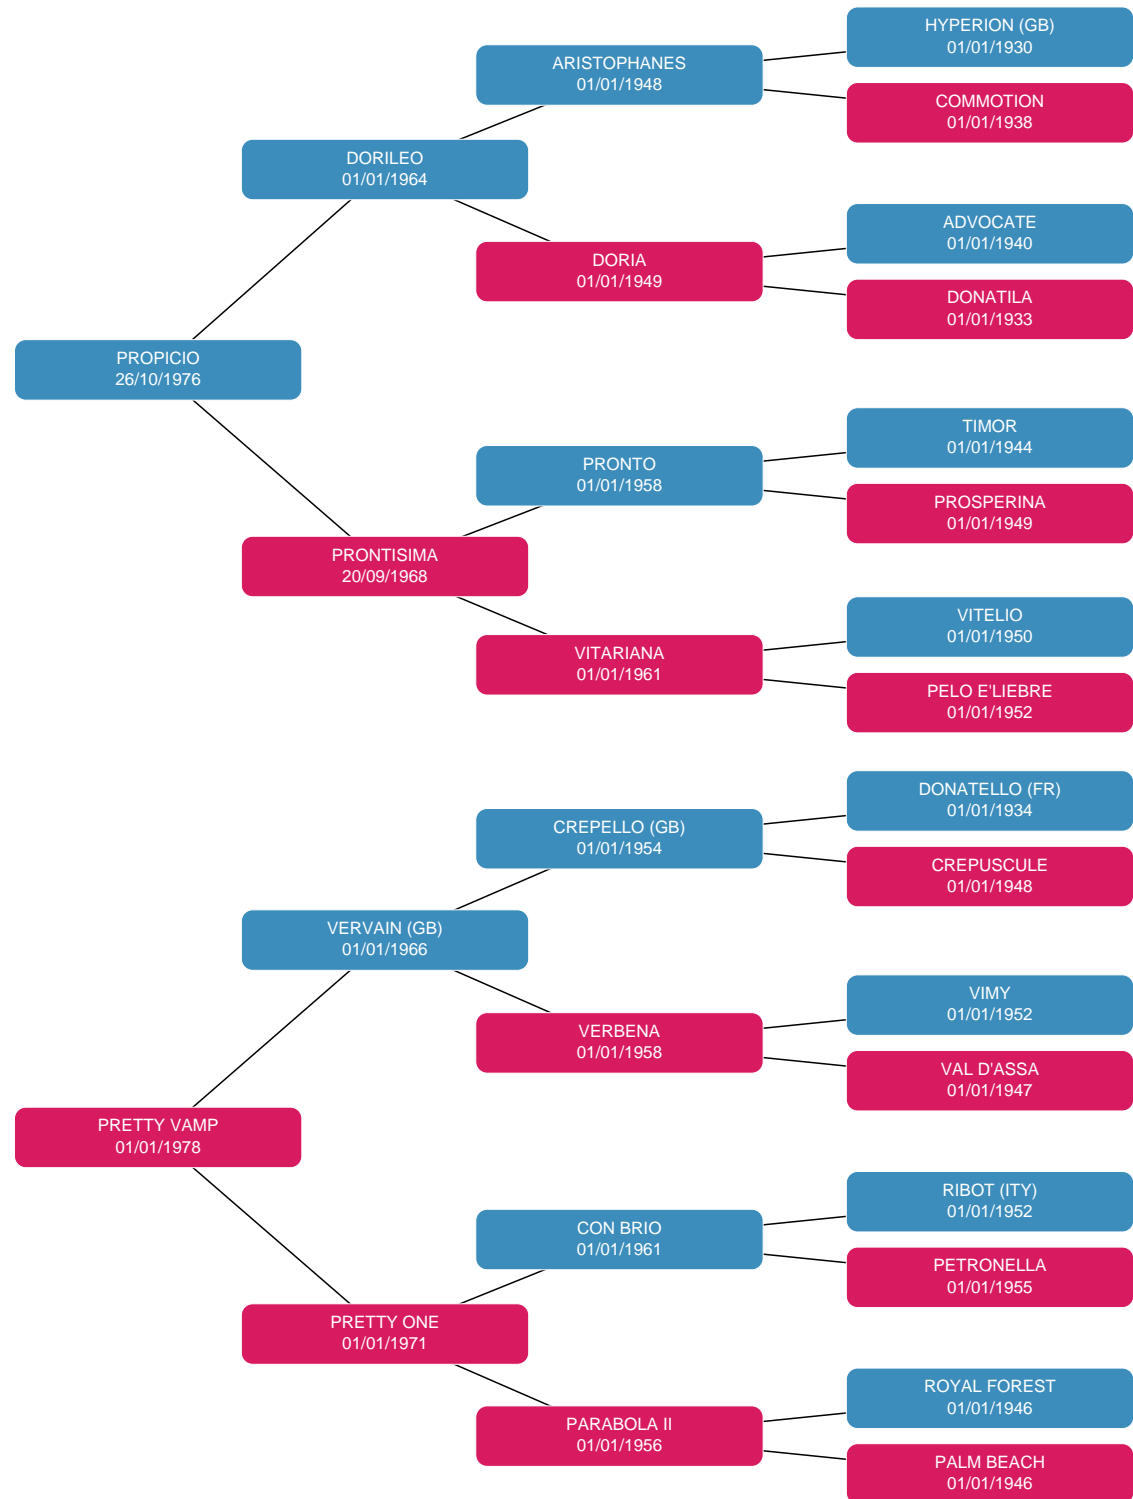 HYPERION (GB)
01/01/1930
ARISTOPHANES
01/01/1948
COMMOTION
01/01/1938
DORILEO
01/01/1964
ADVOCATE
01/01/1940
DORIA
01/01/1949
DONATILA
01/01/1933
PROPICIO
26/10/1976
TIMOR
01/01/1944
PRONTO
01/01/1958
PROSPERINA
01/01/1949
PRONTISIMA
20/09/1968
VITELIO
01/01/1950
VITARIANA
01/01/1961
PELO E'LIEBRE
01/01/1952
DONATELLO (FR)
01/01/1934
CREPELLO (GB)
01/01/1954
CREPUSCULE
01/01/1948
VERVAIN (GB)
01/01/1966
VIMY
01/01/1952
VERBENA
01/01/1958
VAL D'ASSA
01/01/1947
PRETTY VAMP
01/01/1978
RIBOT (ITY)
01/01/1952
CON BRIO
01/01/1961
PETRONELLA
01/01/1955
PRETTY ONE
01/01/1971
ROYAL FOREST
01/01/1946
PARABOLA II
01/01/1956
PALM BEACH
01/01/1946